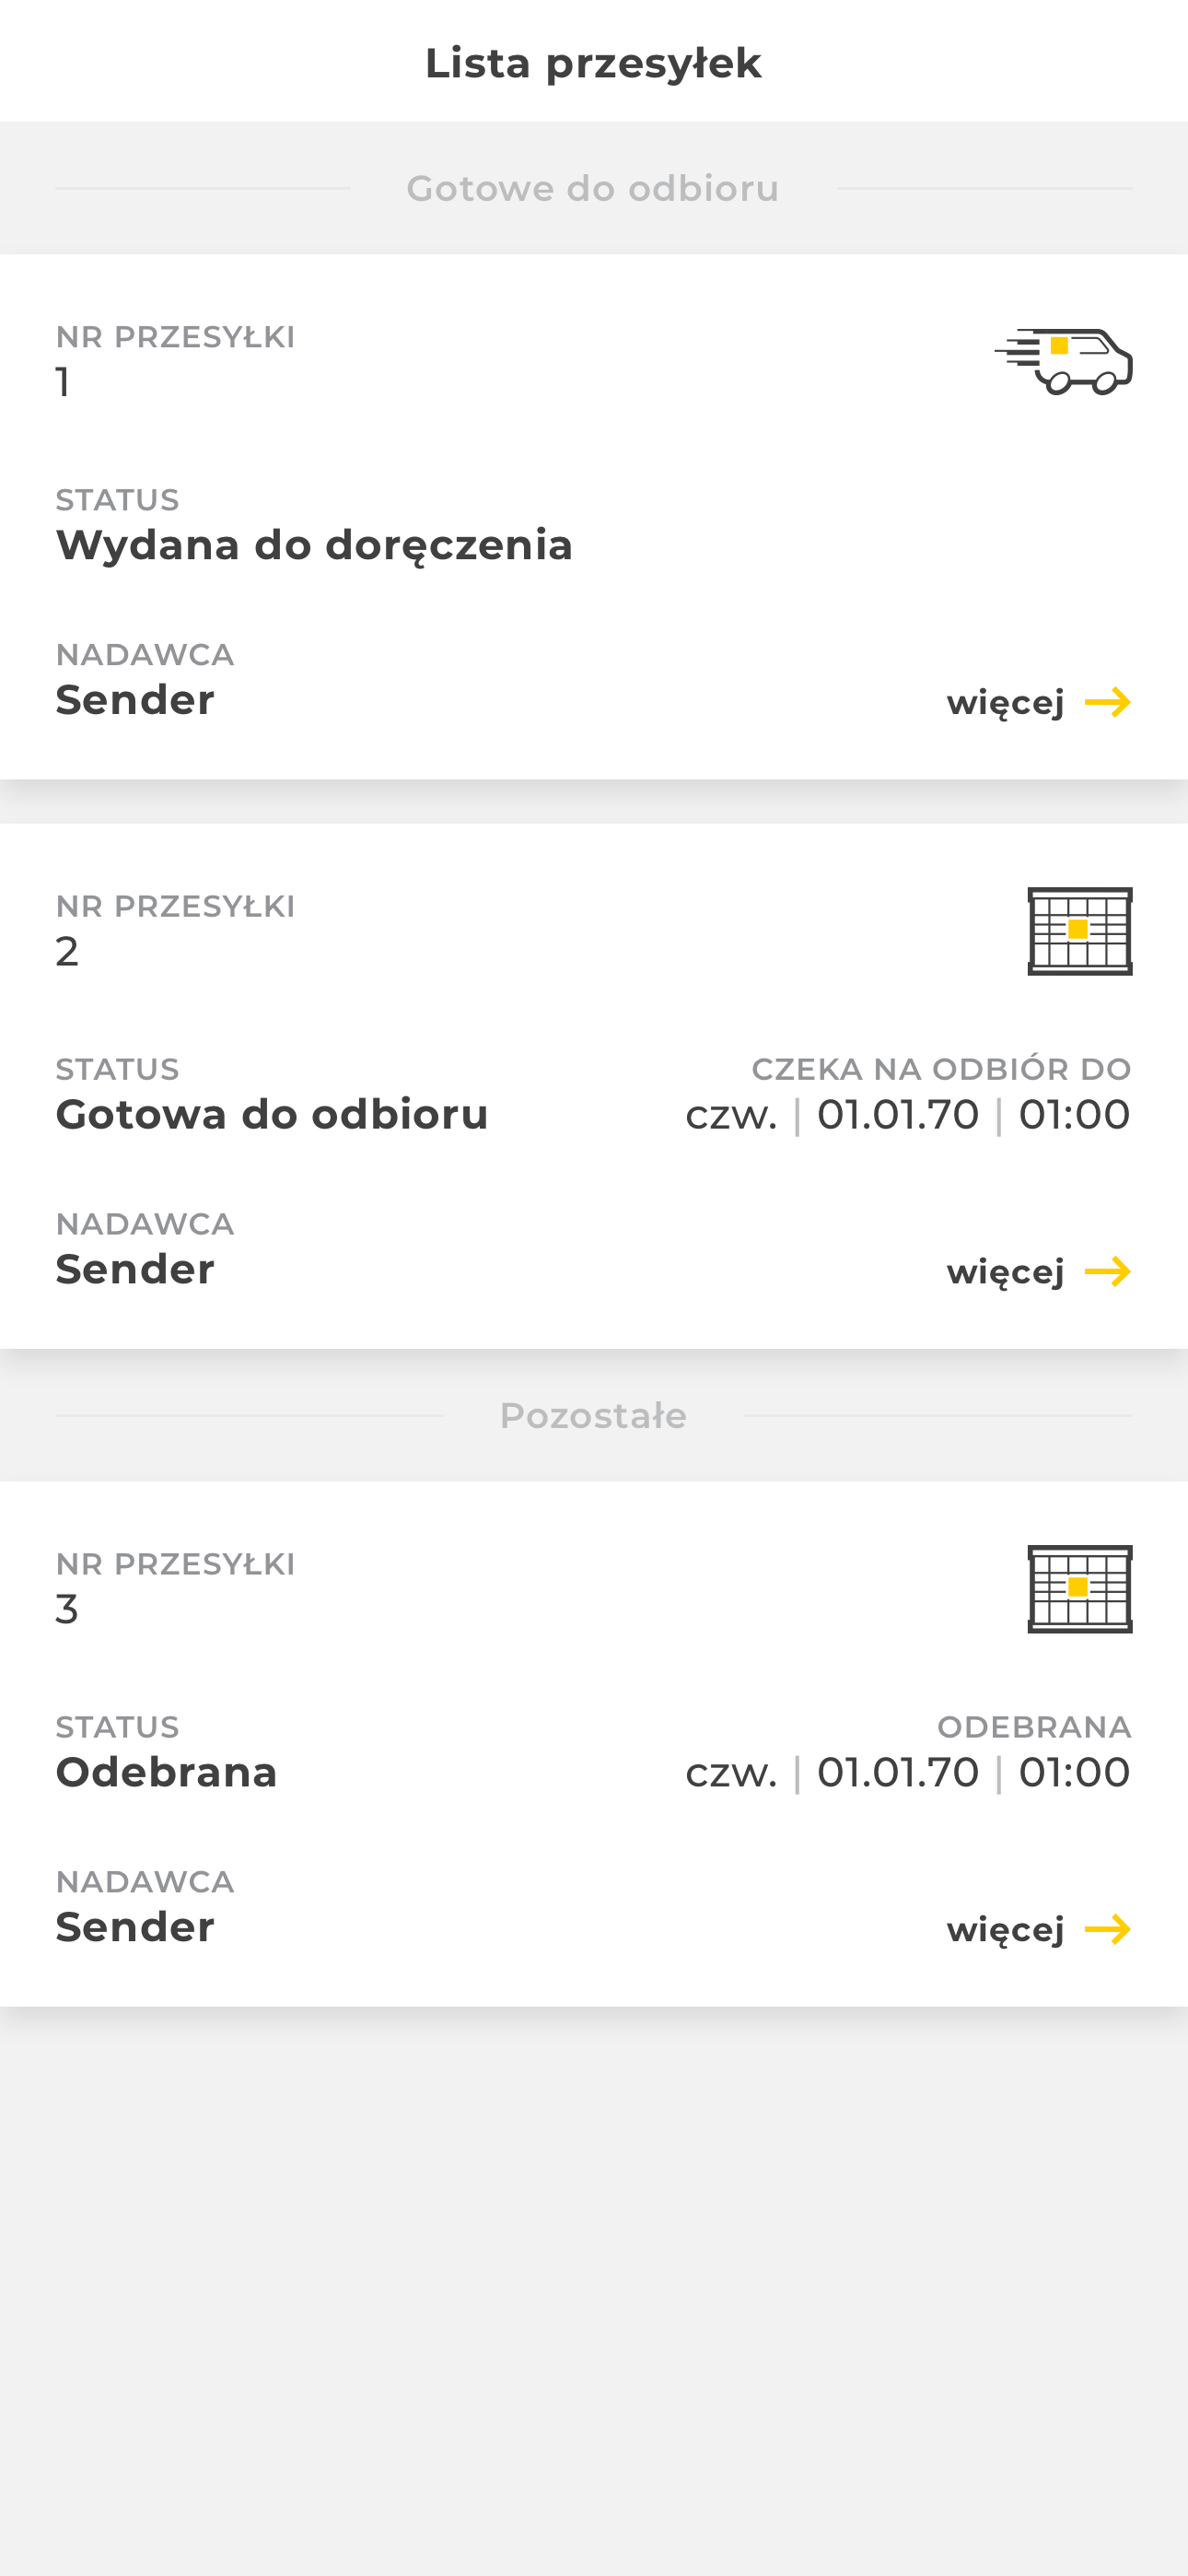 Lista przesyłek
Gotowe do odbioru
NR PRZESYŁKI
1
STATUS
Wydana do doręczenia
NADAWCA
Sender
więcej
NR PRZESYŁKI
2
STATUS
CZEKA NA ODBIÓR DO
Gotowa do odbioru
czw. | 01.01.70 | 01:00
NADAWCA
Sender
więcej
Pozostałe
NR PRZESYŁKI
3
STATUS
ODEBRANA
Odebrana
czw. | 01.01.70 | 01:00
NADAWCA
Sender
więcej